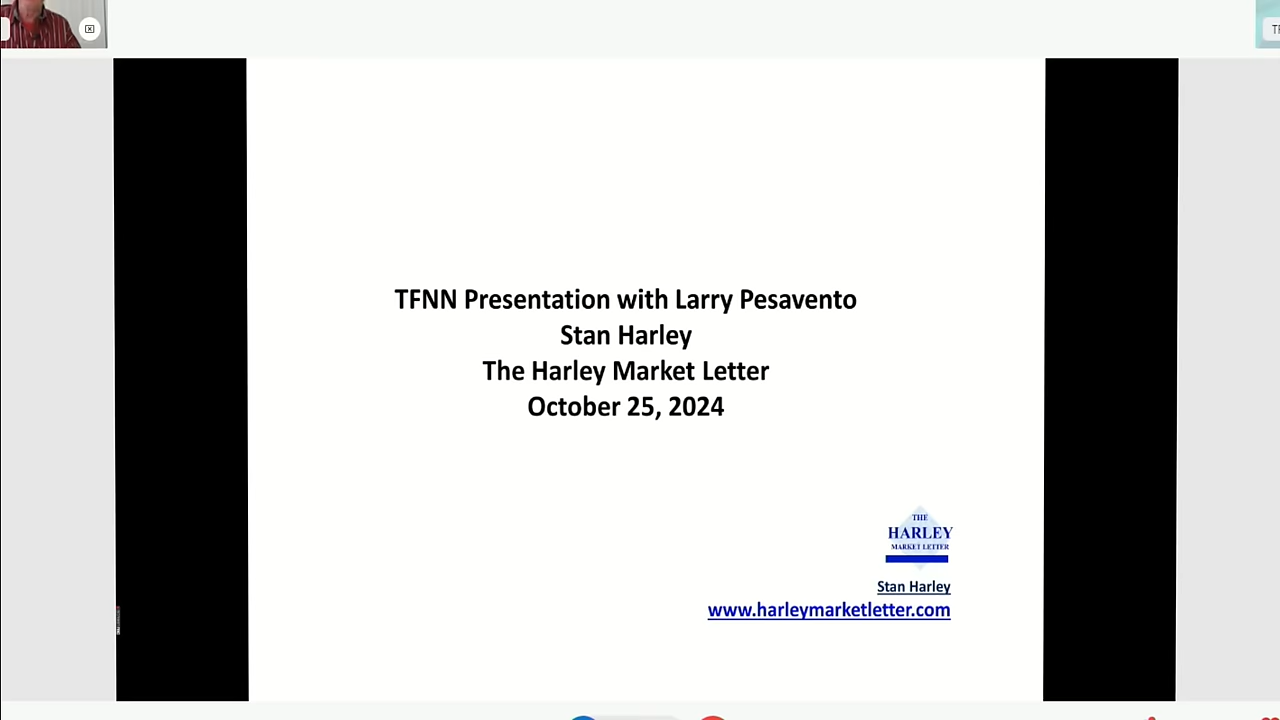 TF
TFNN Presentation with Larry Pesavento
Stan Harley
The Harley Market Letter
October 25, 2024
THE
HARLEY
MARKET LETTER
Stan Harley
www.harleymarketletter.com